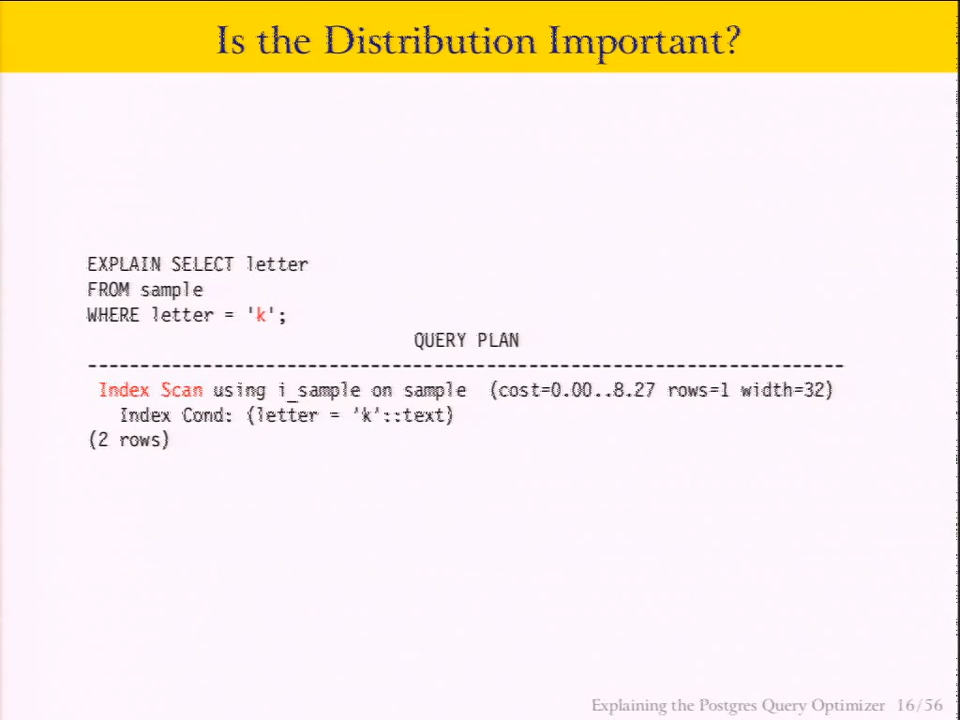 Is the Distribution Important?
EXPLAIN SELECT letter
FROM sample
WHERE letter = 'k';
QUERY PLAN
------------------------------------------------------------------------
Index Scan using i_sample on sample (cost=0.00..8.27 rows=1 width=32)
Index Cond: (letter = 'k'::text)
(2 rows)
Explaining the Postgres Query Optimizer 16/56